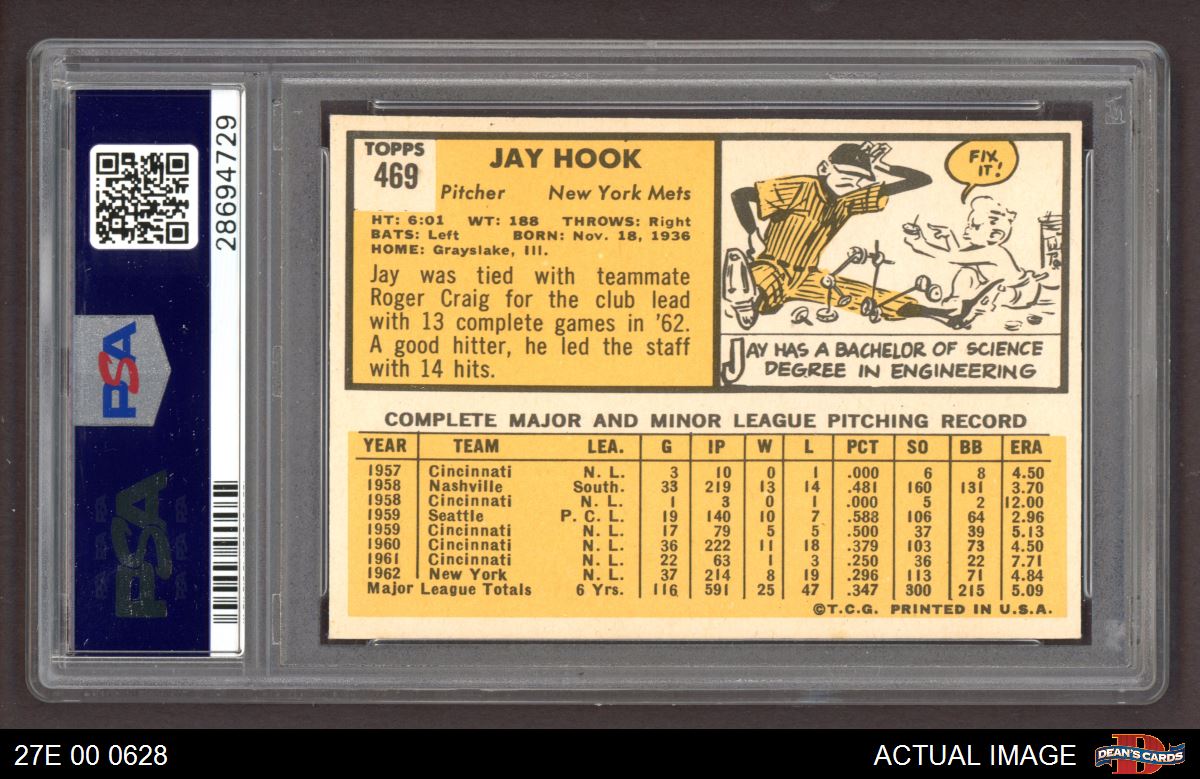 28694729
PSA
PSA
TOPPS
469
JAY HOOK
Pitcher New York Mets
HT: 6:01 WT: 188 THROWS: Right
BATS: Left BORN: Nov. 18, 1936
HOME: Grayslake, Ill.
Jay was tied with teammate
Roger Craig for the club lead
with 13 complete games in '62.
A good hitter, he led the staff
with 14 hits.
FIX
IT!
JAY HAS A BACHELOR OF SCIENCE
DEGREE IN ENGINEERING
COMPLETE MAJOR AND MINOR LEAGUE PITCHING RECORD
YEAR TEAM LEA. G IP W L PCT SO BB ERA
1957 Cincinnati N. L. 3 10 0 1 .000 6 8 4.50
1958 Nashville South. 33 219 13 14 .481 160 131 3.70
1958 Cincinnati N. L. 1 3 0 1 .000 5 2 12.00
1959 Seattle P. C. L. 19 140 10 7 .588 106 64 2.96
1959 Cincinnati N. L. 17 79 5 5 .500 37 39 5.13
1960 Cincinnati N. L. 36 222 11 18 .379 103 73 4.50
1961 Cincinnati N. L. 22 63 1 3 .250 36 22 7.71
1962 New York N. L. 37 214 8 19 .296 113 71 4.84
Major League Totals 6 Yrs. 116 591 25 47 .347 300 215 5.09
©T.C.G. PRINTED IN U.S.A.
27E 00 0628
ACTUAL IMAGE
DEAN'S CARDS